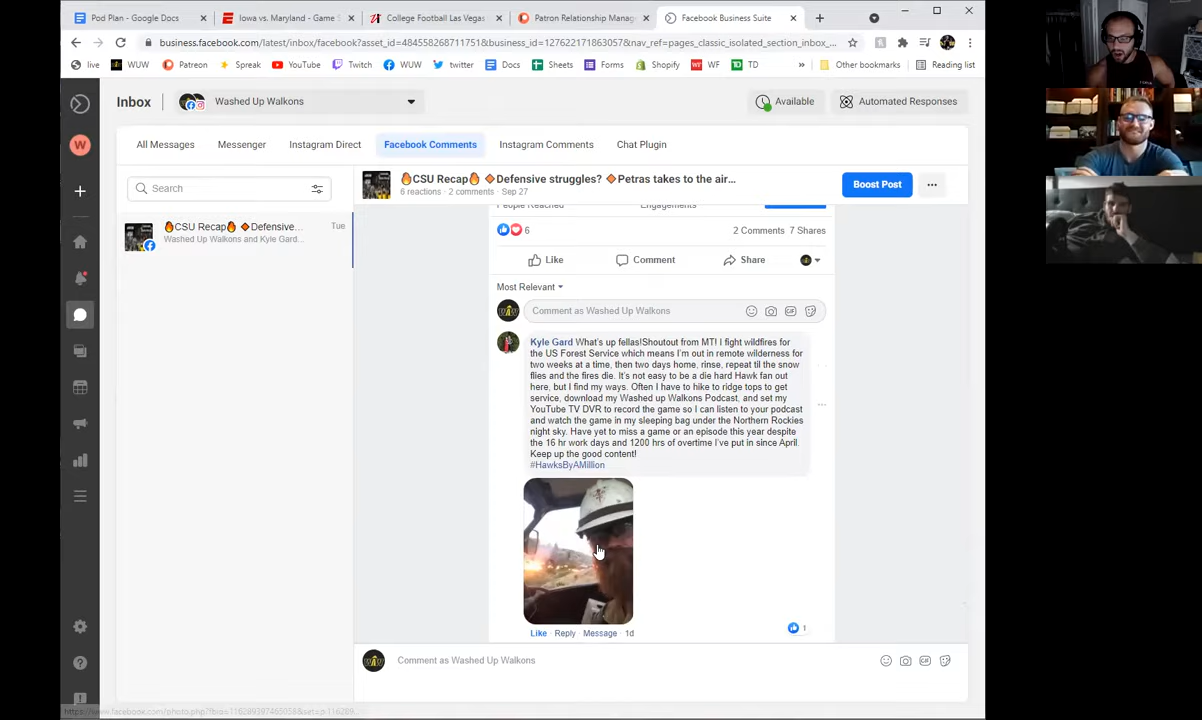 Pod Plan - Google Docs
Iowa vs. Maryland - Game S
College Football Las Vegas
Patron Relationship Manag
Facebook Business Suite
business.facebook.com/latest/inbox/facebook?asset_id=484558268711751&business_id=127622171863057&nav_ref=pages_classic_isolated_section_inbox_...
live WUW Patreon Spreak YouTube Twitch WUW twitter Docs Sheets Forms Shopify WF TD » Other bookmarks Reading list
Inbox
Washed Up Walkons
Available
Automated Responses
All Messages Messenger Instagram Direct Facebook Comments Instagram Comments Chat Plugin
Search
🔥CSU Recap🔥 🔶Defensive...
Tue
Washed Up Walkons and Kyle Gard...
🔥CSU Recap🔥 🔶Defensive struggles? 🔶Petras takes to the air...
6 reactions · 2 comments · Sep 27
Boost Post
People Reached
Engagements
6
2 Comments 7 Shares
Like Comment Share
Most Relevant
Comment as Washed Up Walkons
Kyle Gard What's up fellas!Shoutout from MT! I fight wildfires for
the US Forest Service which means I'm out in remote wilderness for
two weeks at a time, then two days home, rinse, repeat til the snow
flies and the fires die. It's not easy to be a die hard Hawk fan out
here, but I find my ways. Often I have to hike to ridge tops to get
service, download my Washed up Walkons Podcast, and set my
YouTube TV DVR to record the game so I can listen to your podcast
and watch the game in my sleeping bag under the Northern Rockies
night sky. Have yet to miss a game or an episode this year despite
the 16 hr work days and 1200 hrs of overtime I've put in since April.
Keep up the good content!
#HawksByAMillion
Like · Reply · Message · 1d
1
Comment as Washed Up Walkons